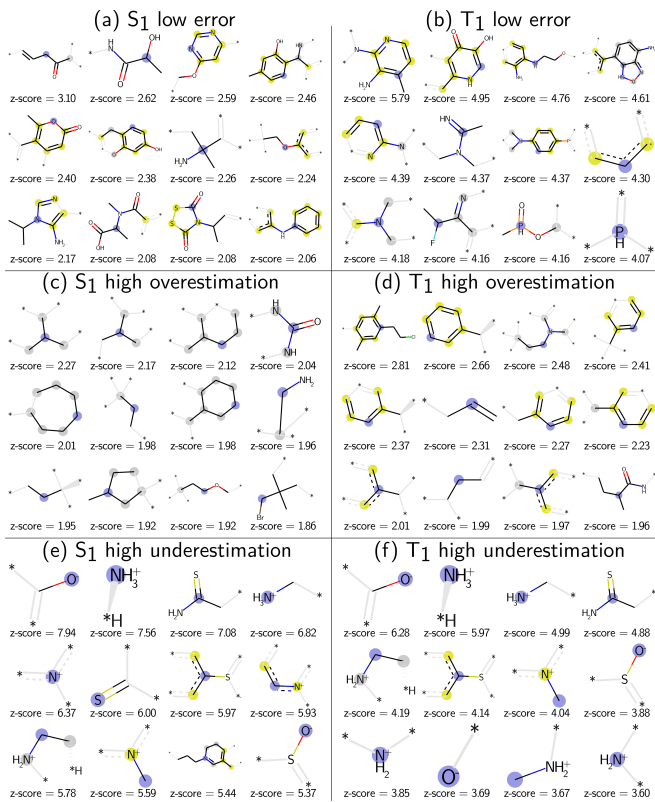 (a) S1 low error
(b) T1 low error
z-score = 3.10
z-score = 2.62
z-score = 2.59
z-score = 2.46
z-score = 5.79
z-score = 4.95
z-score = 4.76
z-score = 4.61
z-score = 2.40
z-score = 2.38
z-score = 2.26
z-score = 2.24
z-score = 4.39
z-score = 4.37
z-score = 4.37
z-score = 4.30
z-score = 2.17
z-score = 2.08
z-score = 2.08
z-score = 2.06
z-score = 4.18
z-score = 4.16
z-score = 4.16
z-score = 4.07
(c) S1 high overestimation
(d) T1 high overestimation
z-score = 2.27
z-score = 2.17
z-score = 2.12
z-score = 2.04
z-score = 2.81
z-score = 2.66
z-score = 2.48
z-score = 2.41
z-score = 2.01
z-score = 1.98
z-score = 1.98
z-score = 1.96
z-score = 2.37
z-score = 2.31
z-score = 2.27
z-score = 2.23
z-score = 1.95
z-score = 1.92
z-score = 1.92
z-score = 1.86
z-score = 2.01
z-score = 1.99
z-score = 1.97
z-score = 1.96
(e) S1 high underestimation
(f) T1 high underestimation
z-score = 7.94
z-score = 7.56
z-score = 7.08
z-score = 6.82
z-score = 6.28
z-score = 5.97
z-score = 4.99
z-score = 4.88
z-score = 6.37
z-score = 6.00
z-score = 5.97
z-score = 5.93
z-score = 4.19
z-score = 4.14
z-score = 4.04
z-score = 3.88
z-score = 5.78
z-score = 5.59
z-score = 5.44
z-score = 5.37
z-score = 3.85
z-score = 3.69
z-score = 3.67
z-score = 3.60